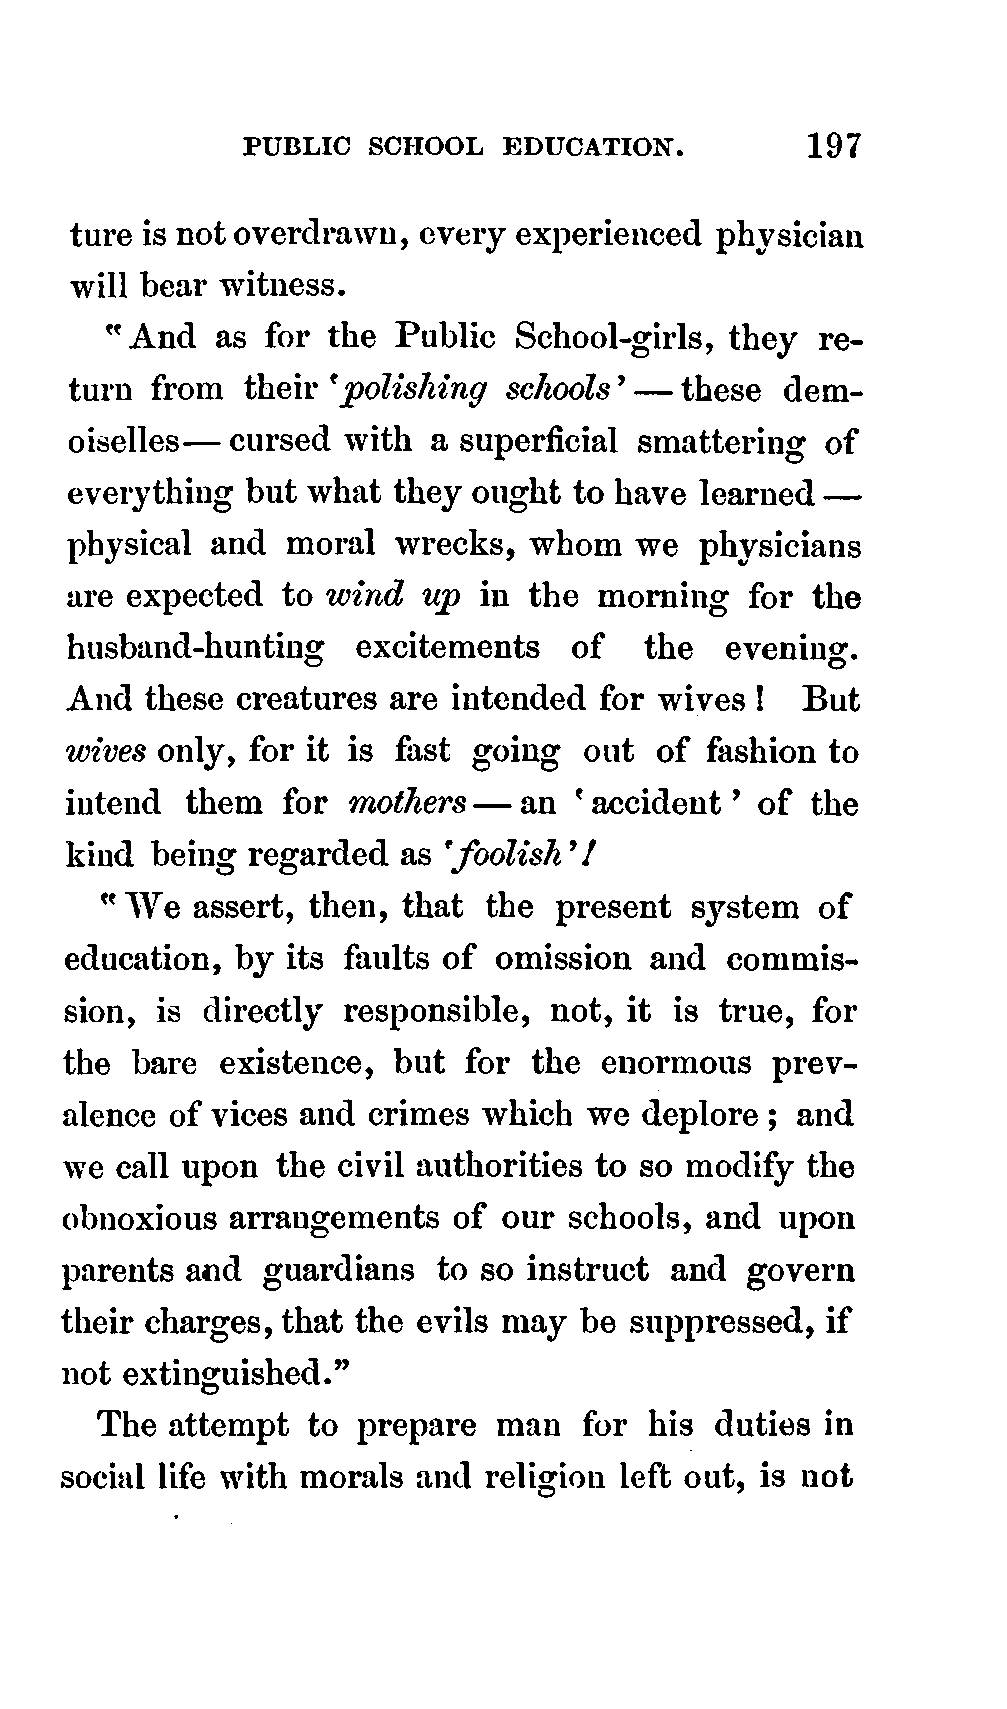 PUBLIC SCHOOL EDUCATION. 197
ture is not overdrawn, every experienced physician
will bear witness.
"And as for the Public School-girls, they re-
turn from their 'polishing schools' — these dem-
oiselles — cursed with a superficial smattering of
everything but what they ought to have learned —
physical and moral wrecks, whom we physicians
are expected to wind up in the morning for the
husband-hunting excitements of the evening.
And these creatures are intended for wives! But
wives only, for it is fast going out of fashion to
intend them for mothers — an 'accident' of the
kind being regarded as 'foolish'!
"We assert, then, that the present system of
education, by its faults of omission and commis-
sion, is directly responsible, not, it is true, for
the bare existence, but for the enormous prev-
alence of vices and crimes which we deplore; and
we call upon the civil authorities to so modify the
obnoxious arrangements of our schools, and upon
parents and guardians to so instruct and govern
their charges, that the evils may be suppressed, if
not extinguished."
The attempt to prepare man for his duties in
social life with morals and religion left out, is not